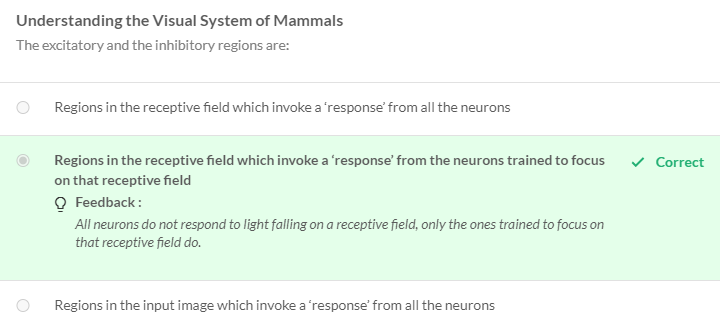 Understanding the Visual System of Mammals
The excitatory and the inhibitory regions are:
Regions in the receptive field which invoke a ‘response’ from all the neurons
Regions in the receptive field which invoke a ‘response’ from the neurons trained to focus
on that receptive field
Correct
Feedback :
All neurons do not respond to light falling on a receptive field, only the ones trained to focus on
that receptive field do.
Regions in the input image which invoke a ‘response’ from all the neurons